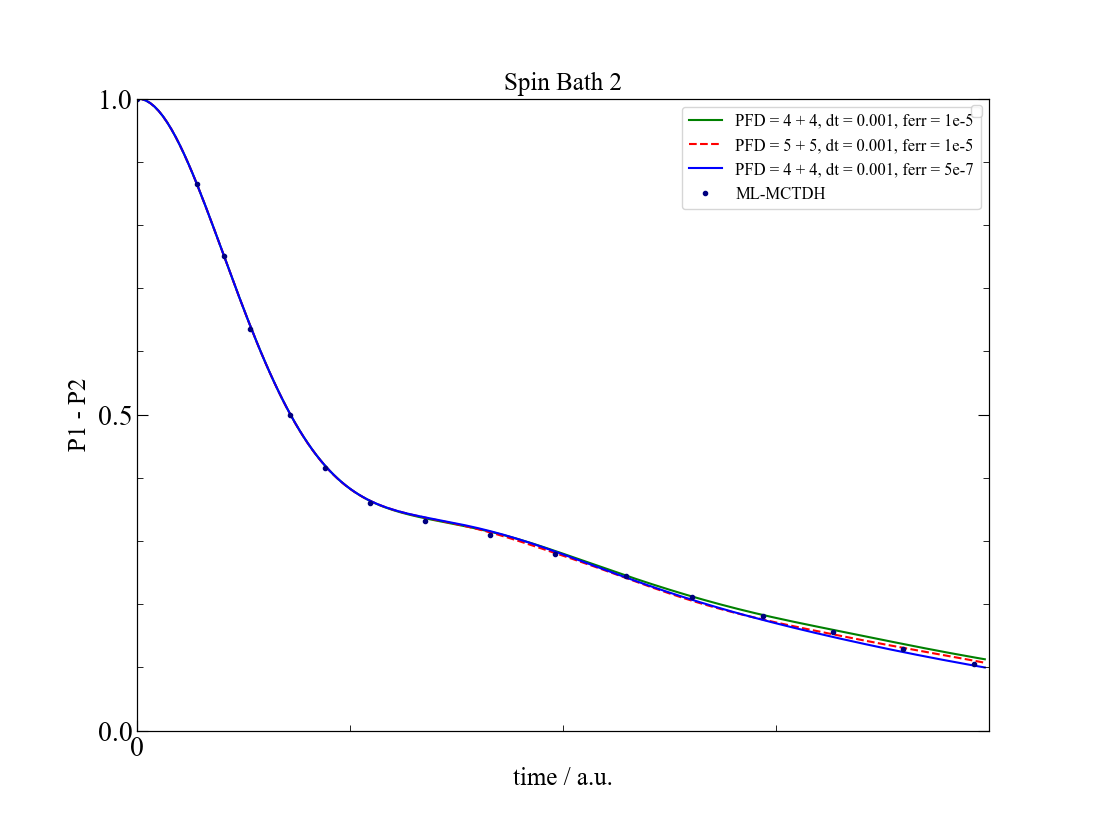 Spin Bath 2
1.0
PFD = 4 + 4, dt = 0.001, ferr = 1e-5
PFD = 5 + 5, dt = 0.001, ferr = 1e-5
PFD = 4 + 4, dt = 0.001, ferr = 5e-7
ML-MCTDH
P1 - P2
0.5
0.0
0
time / a.u.